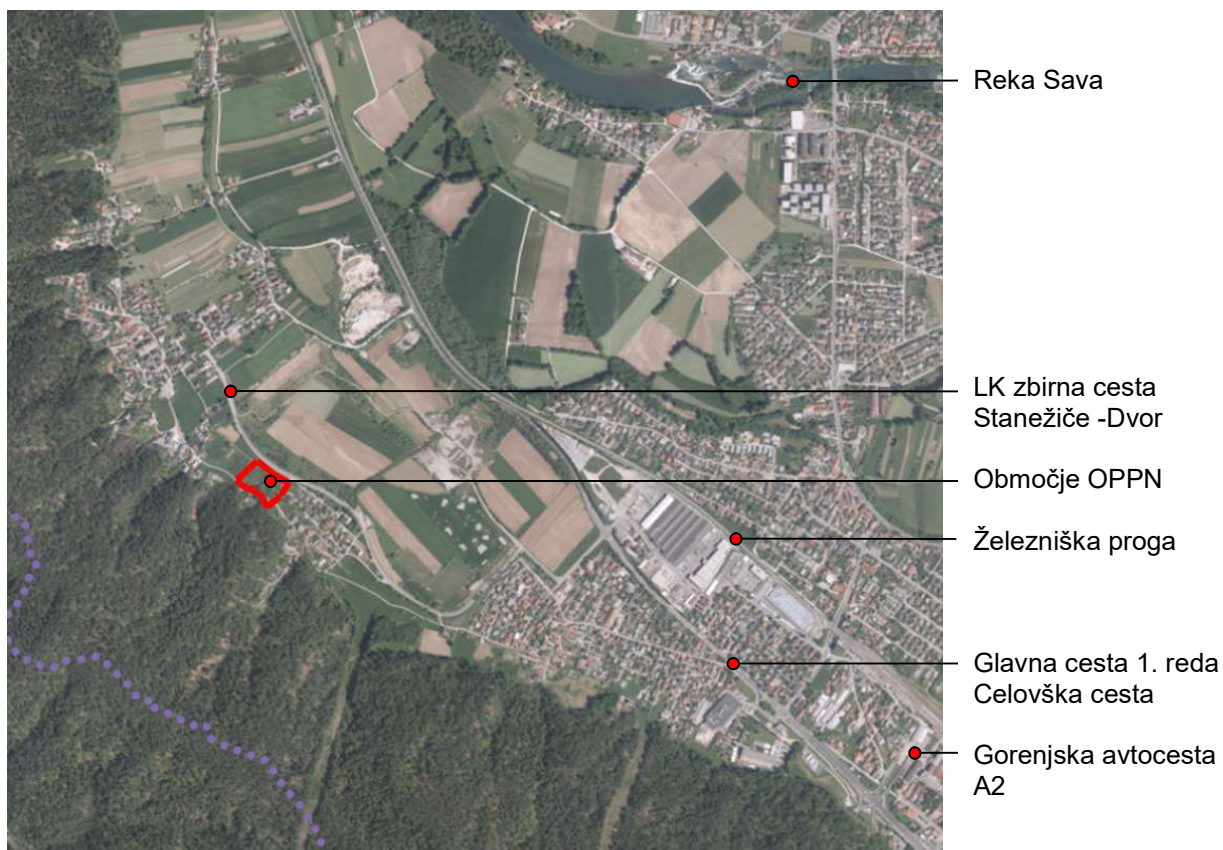 Reka Sava
LK zbirna cesta
Stanežiče -Dvor
Območje OPPN
Železniška proga
Glavna cesta 1. reda
Celovška cesta
Gorenjska avtocesta
A2